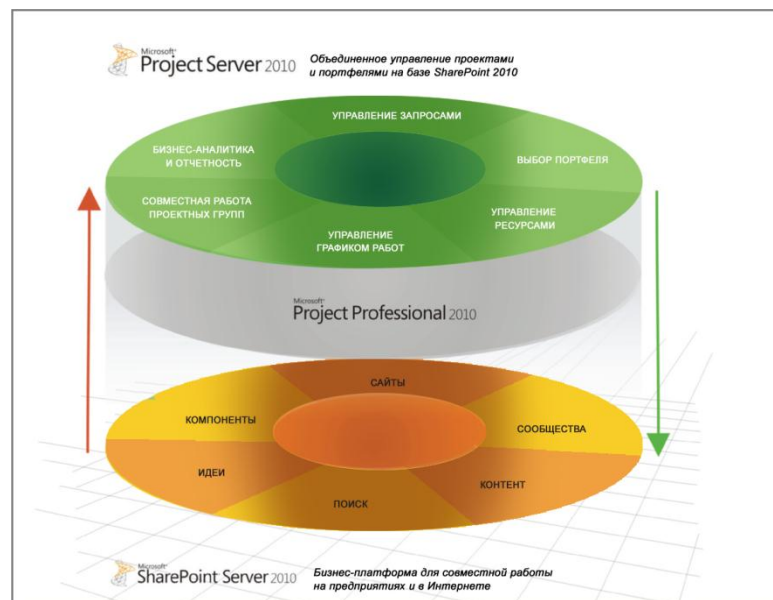 Microsoft®
Project Server 2010
Объединенное управление проектами
и портфелями на базе SharePoint 2010
УПРАВЛЕНИЕ ЗАПРОСАМИ
БИЗНЕС-АНАЛИТИКА
И ОТЧЕТНОСТЬ
ВЫБОР ПОРТФЕЛЯ
СОВМЕСТНАЯ РАБОТА
ПРОЕКТНЫХ ГРУПП
УПРАВЛЕНИЕ
РЕСУРСАМИ
УПРАВЛЕНИЕ
ГРАФИКОМ РАБОТ
Microsoft®
Project Professional 2010
САЙТЫ
КОМПОНЕНТЫ
СООБЩЕСТВА
ИДЕИ
КОНТЕНТ
ПОИСК
Microsoft®
SharePoint Server 2010
Бизнес-платформа для совместной работы
на предприятиях и в Интернете